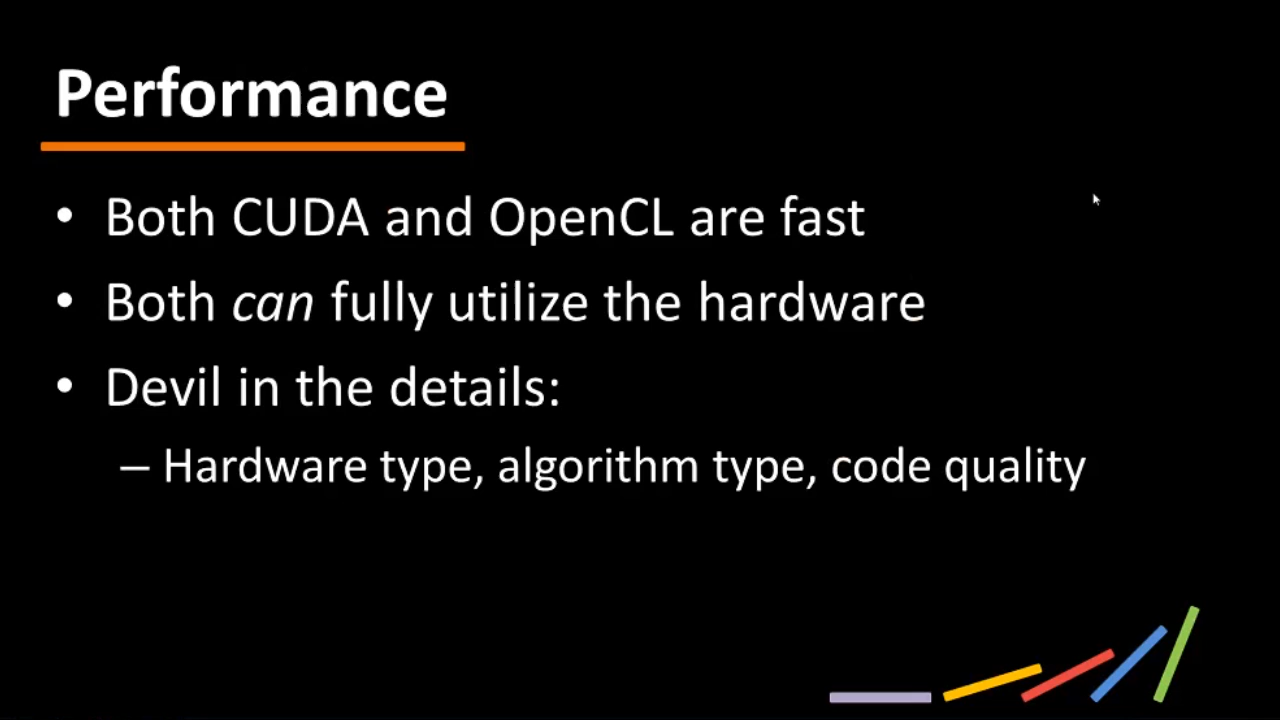 Performance
• Both CUDA and OpenCL are fast
• Both can fully utilize the hardware
• Devil in the details:
– Hardware type, algorithm type, code quality